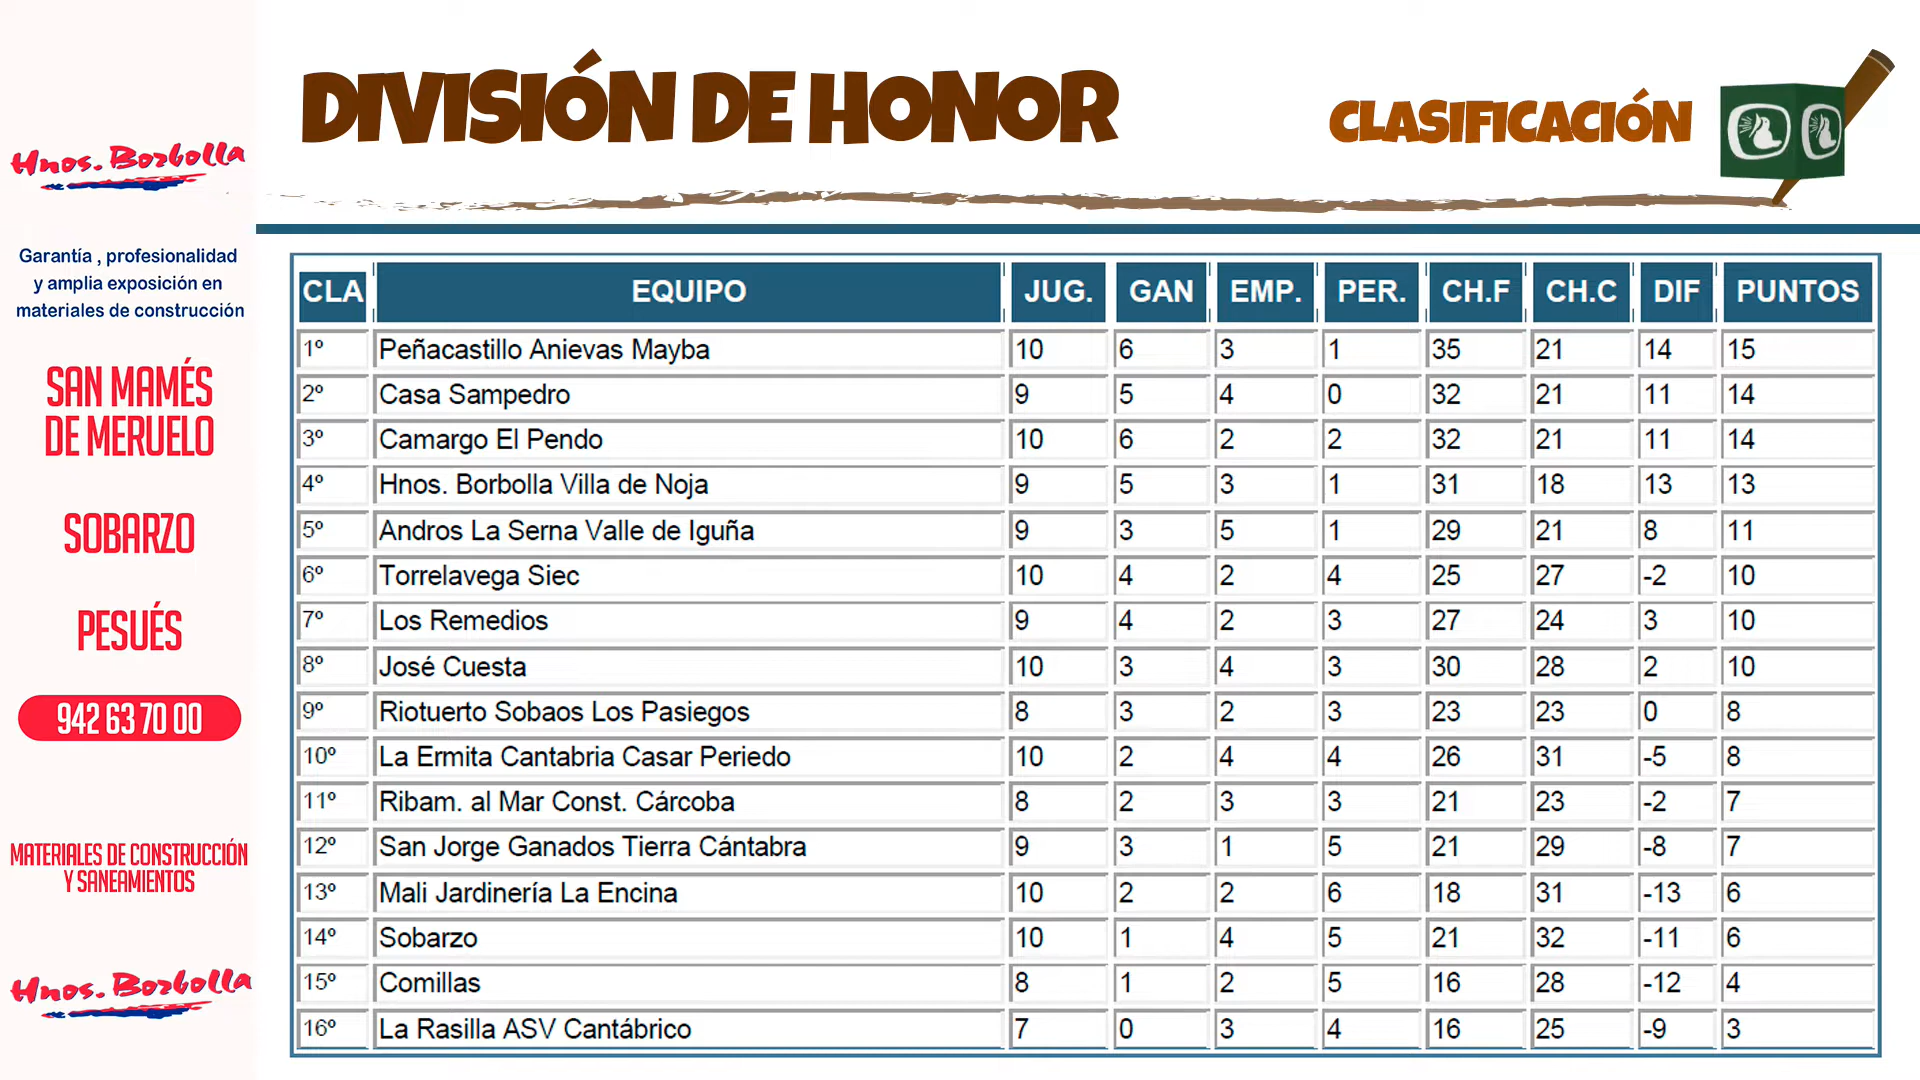 Hnos. Borbolla
Garantía , profesionalidad
y amplia exposición en
materiales de construcción
SAN MAMÉS
DE MERUELO
SOBARZO
PESUÉS
942 63 70 00
MATERIALES DE CONSTRUCCIÓN
Y SANEAMIENTOS
Hnos. Borbolla
DIVISIÓN DE HONOR
CLASIFICACIÓN
CLA EQUIPO JUG. GAN EMP. PER. CH.F CH.C DIF PUNTOS
1º Peñacastillo Anievas Mayba 10 6 3 1 35 21 14 15
2º Casa Sampedro 9 5 4 0 32 21 11 14
3º Camargo El Pendo 10 6 2 2 32 21 11 14
4º Hnos. Borbolla Villa de Noja 9 5 3 1 31 18 13 13
5º Andros La Serna Valle de Iguña 9 3 5 1 29 21 8 11
6º Torrelavega Siec 10 4 2 4 25 27 -2 10
7º Los Remedios 9 4 2 3 27 24 3 10
8º José Cuesta 10 3 4 3 30 28 2 10
9º Riotuerto Sobaos Los Pasiegos 8 3 2 3 23 23 0 8
10º La Ermita Cantabria Casar Periedo 10 2 4 4 26 31 -5 8
11º Ribam. al Mar Const. Cárcoba 8 2 3 3 21 23 -2 7
12º San Jorge Ganados Tierra Cántabra 9 3 1 5 21 29 -8 7
13º Mali Jardinería La Encina 10 2 2 6 18 31 -13 6
14º Sobarzo 10 1 4 5 21 32 -11 6
15º Comillas 8 1 2 5 16 28 -12 4
16º La Rasilla ASV Cantábrico 7 0 3 4 16 25 -9 3